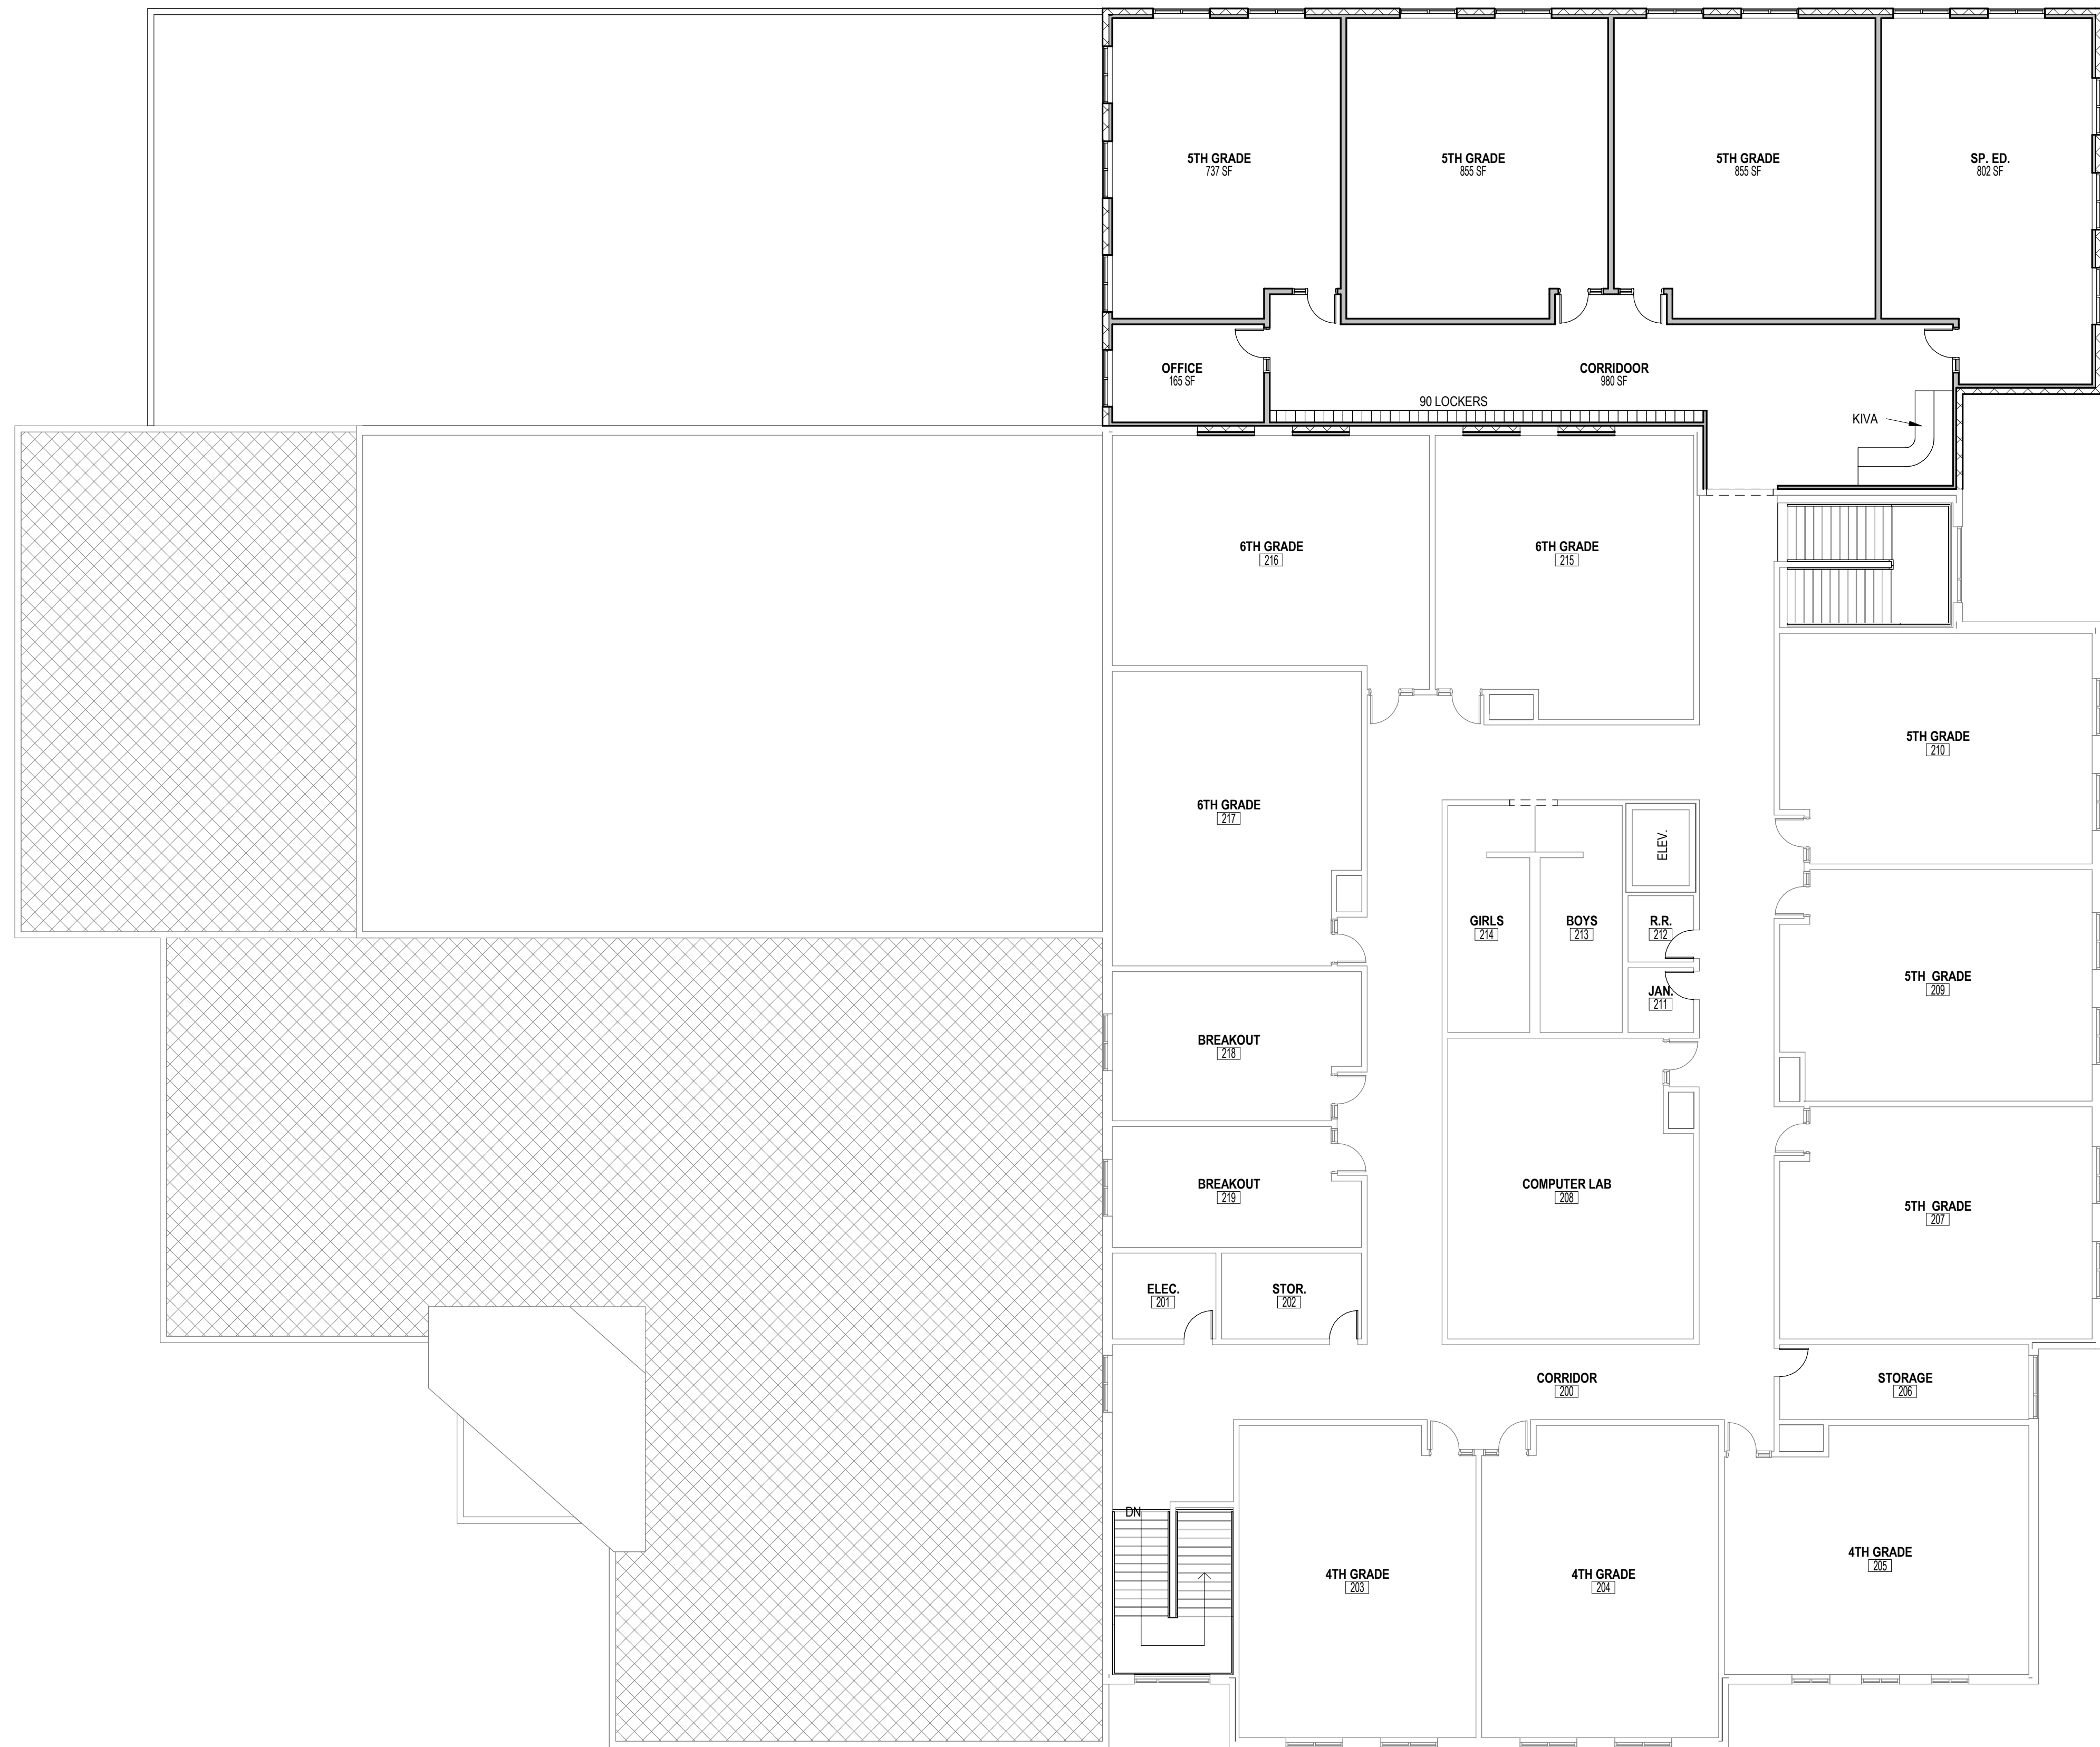 5TH GRADE
737 SF
5TH GRADE
855 SF
5TH GRADE
855 SF
SP. ED.
802 SF
OFFICE
165 SF
CORRIDOOR
980 SF
90 LOCKERS
KIVA
6TH GRADE
216
6TH GRADE
215
5TH GRADE
210
6TH GRADE
217
ELEV.
GIRLS
214
BOYS
213
R.R.
212
JAN.
211
5TH GRADE
209
BREAKOUT
218
BREAKOUT
219
COMPUTER LAB
208
5TH GRADE
207
ELEC.
201
STOR.
202
CORRIDOR
200
STORAGE
206
DN
4TH GRADE
203
4TH GRADE
204
4TH GRADE
205